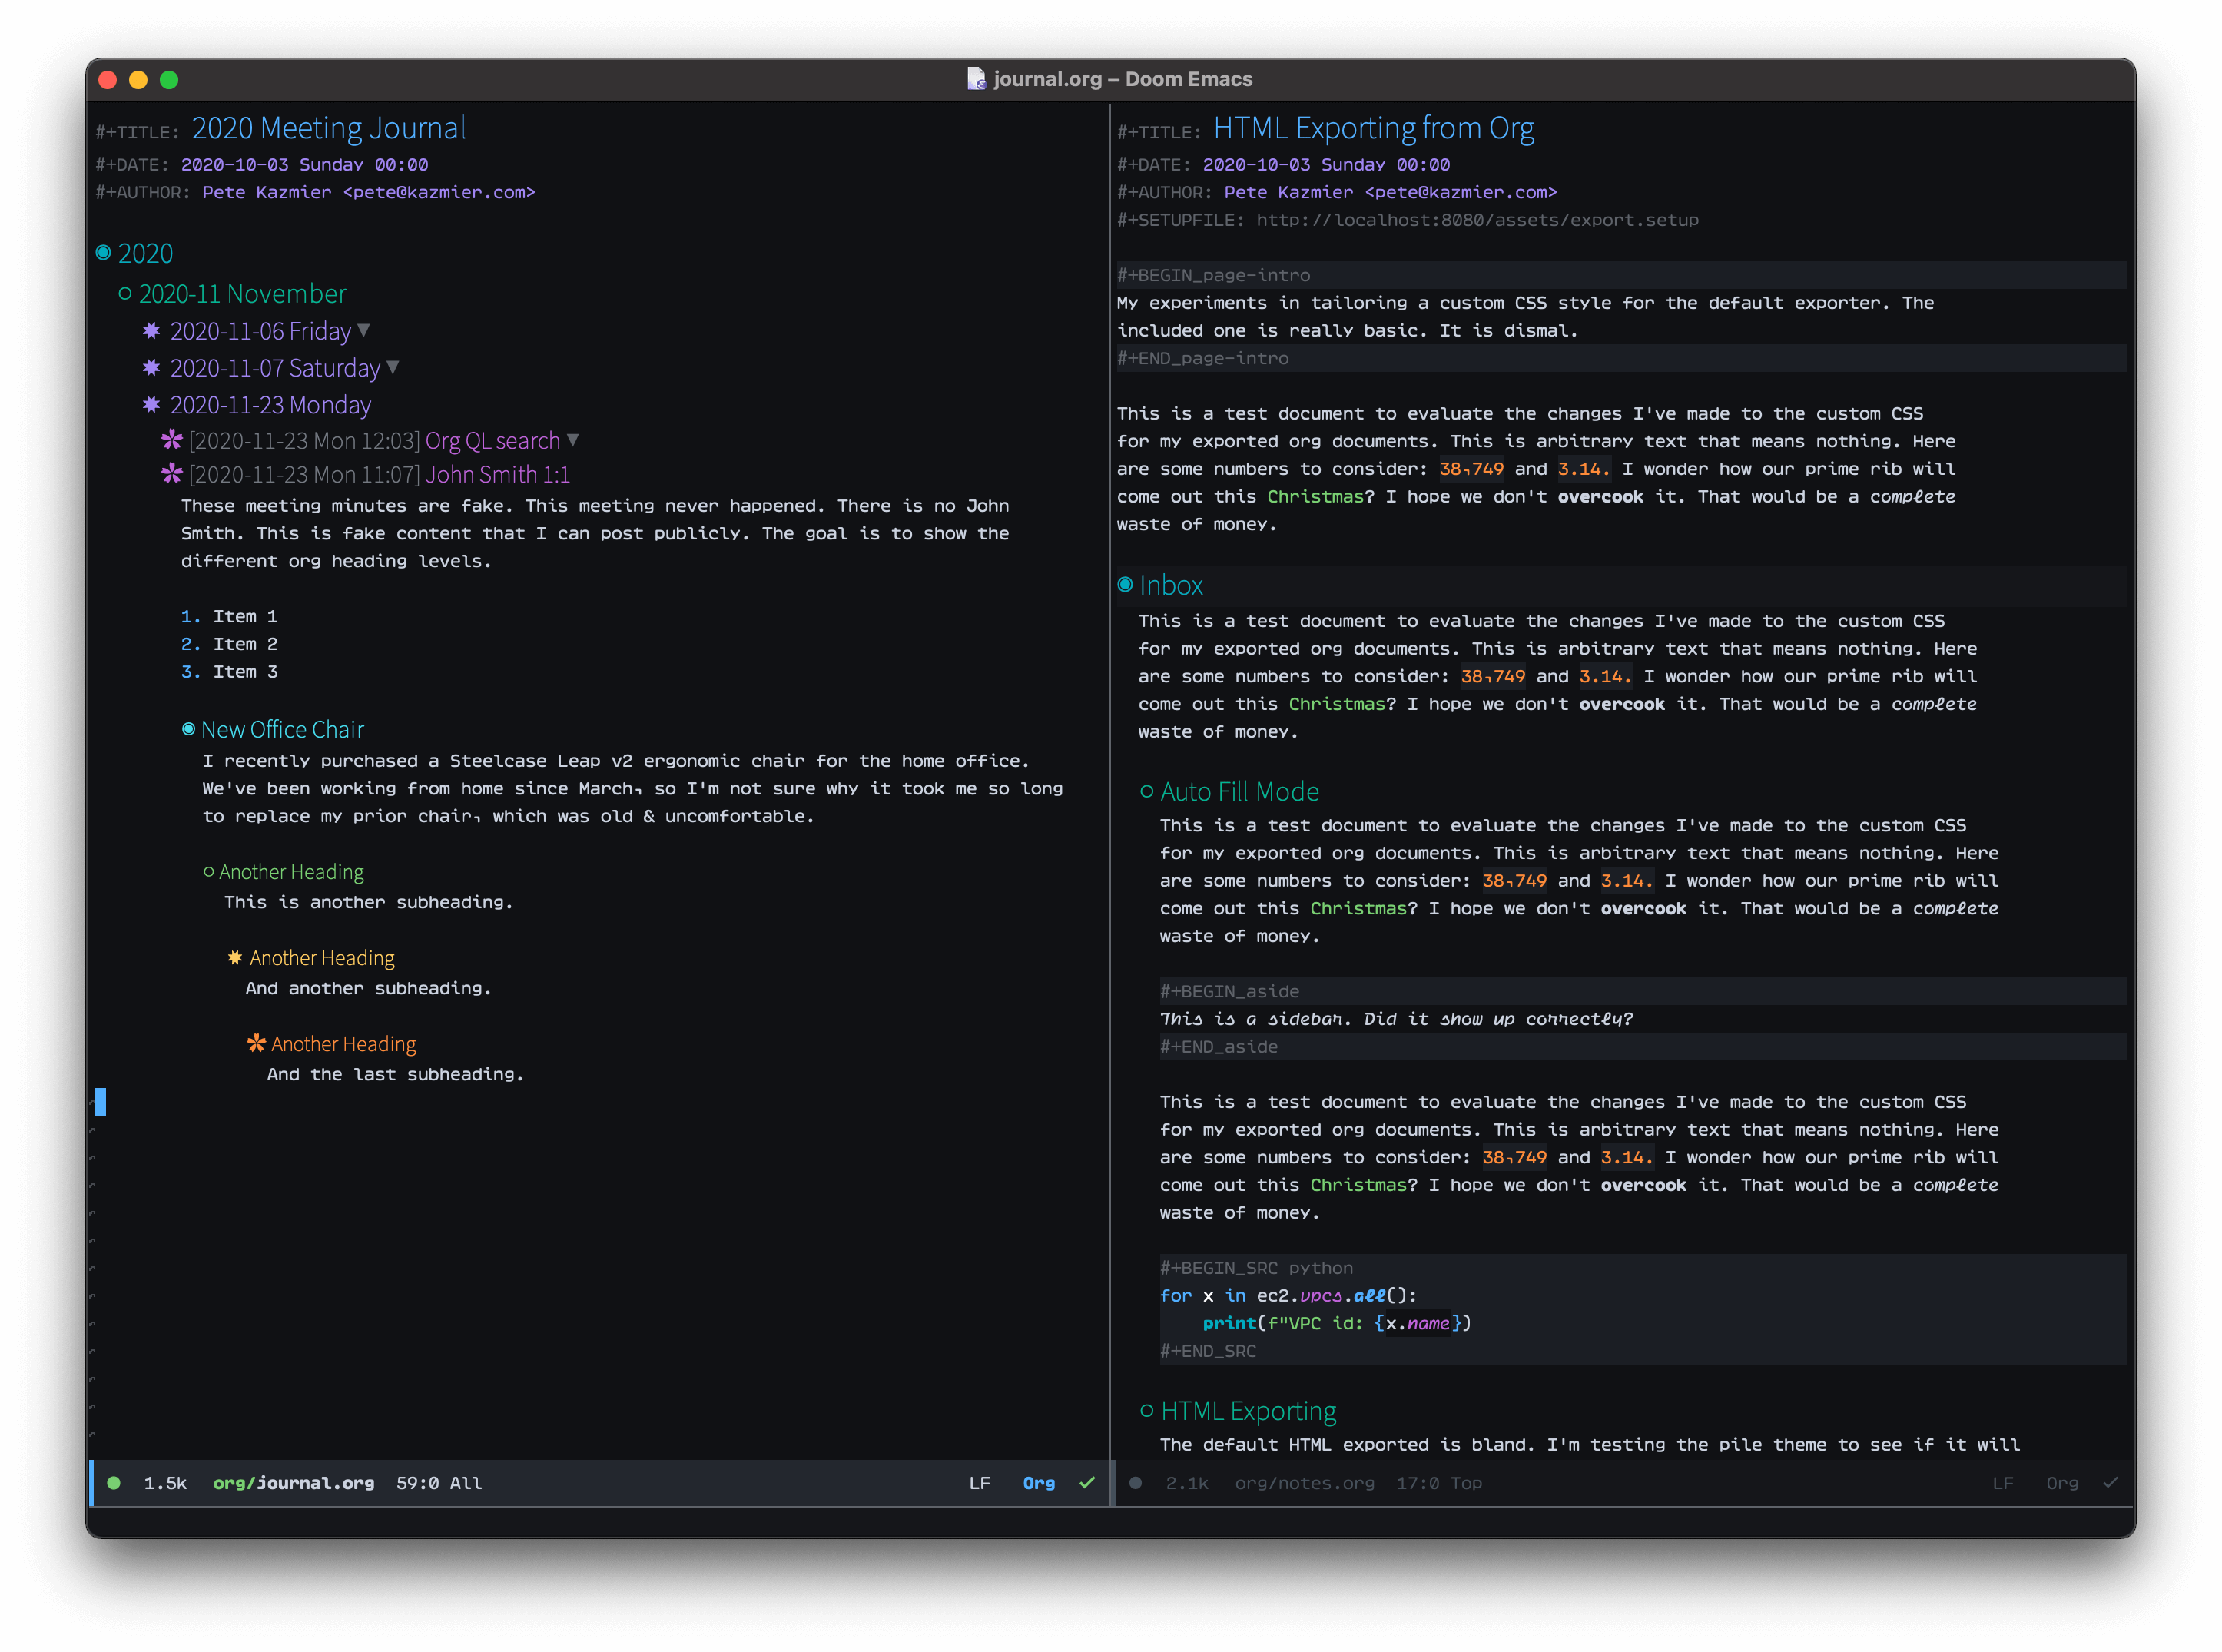 journal.org – Doom Emacs
#+TITLE: 2020 Meeting Journal
#+DATE: 2020-10-03 Sunday 00:00
#+AUTHOR: Pete Kazmier <pete@kazmier.com>
2020
2020-11 November
2020-11-06 Friday ▼
2020-11-07 Saturday ▼
2020-11-23 Monday
[2020-11-23 Mon 12:03] Org QL search ▼
[2020-11-23 Mon 11:07] John Smith 1:1
These meeting minutes are fake. This meeting never happened. There is no John
Smith. This is fake content that I can post publicly. The goal is to show the
different org heading levels.
1. Item 1
2. Item 2
3. Item 3
New Office Chair
I recently purchased a Steelcase Leap v2 ergonomic chair for the home office.
We've been working from home since March, so I'm not sure why it took me so long
to replace my prior chair, which was old & uncomfortable.
Another Heading
This is another subheading.
Another Heading
And another subheading.
Another Heading
And the last subheading.
1.5k org/journal.org 59:0 All LF Org ✓
#+TITLE: HTML Exporting from Org
#+DATE: 2020-10-03 Sunday 00:00
#+AUTHOR: Pete Kazmier <pete@kazmier.com>
#+SETUPFILE: http://localhost:8080/assets/export.setup
#+BEGIN_page-intro
My experiments in tailoring a custom CSS style for the default exporter. The
included one is really basic. It is dismal.
#+END_page-intro
This is a test document to evaluate the changes I've made to the custom CSS
for my exported org documents. This is arbitrary text that means nothing. Here
are some numbers to consider: 38,749 and 3.14. I wonder how our prime rib will
come out this Christmas? I hope we don't overcook it. That would be a complete
waste of money.
Inbox
This is a test document to evaluate the changes I've made to the custom CSS
for my exported org documents. This is arbitrary text that means nothing. Here
are some numbers to consider: 38,749 and 3.14. I wonder how our prime rib will
come out this Christmas? I hope we don't overcook it. That would be a complete
waste of money.
Auto Fill Mode
This is a test document to evaluate the changes I've made to the custom CSS
for my exported org documents. This is arbitrary text that means nothing. Here
are some numbers to consider: 38,749 and 3.14. I wonder how our prime rib will
come out this Christmas? I hope we don't overcook it. That would be a complete
waste of money.
#+BEGIN_aside
This is a sidebar. Did it show up correctly?
#+END_aside
This is a test document to evaluate the changes I've made to the custom CSS
for my exported org documents. This is arbitrary text that means nothing. Here
are some numbers to consider: 38,749 and 3.14. I wonder how our prime rib will
come out this Christmas? I hope we don't overcook it. That would be a complete
waste of money.
#+BEGIN_SRC python
for x in ec2.vpcs.all():
    print(f"VPC id: {x.name})
#+END_SRC
HTML Exporting
The default HTML exported is bland. I'm testing the pile theme to see if it will
2.1k org/notes.org 17:0 Top LF Org ✓